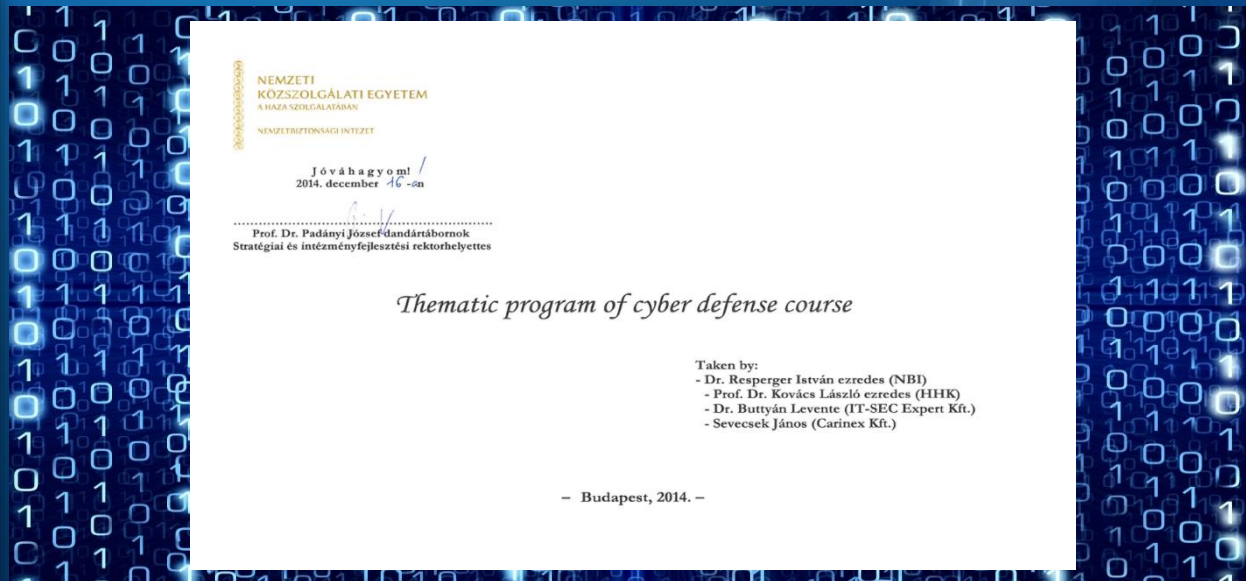 NEMZETI
KÖZSZOLGÁLATI EGYETEM
A HAZA SZOLGÁLATÁBAN
NEMZETBIZTONSÁGI INTÉZET
Jóváhagyom!
2014. december 16-án
Prof. Dr. Padányi József dandártábornok
Stratégiai és intézményfejlesztési rektorhelyettes
Thematic program of cyber defense course
Taken by:
- Dr. Resperger István ezredes (NBI)
- Prof. Dr. Kovács László ezredes (HHK)
- Dr. Buttyán Levente (IT-SEC Expert Kft.)
- Sevecsek János (Carinex Kft.)
– Budapest, 2014. –